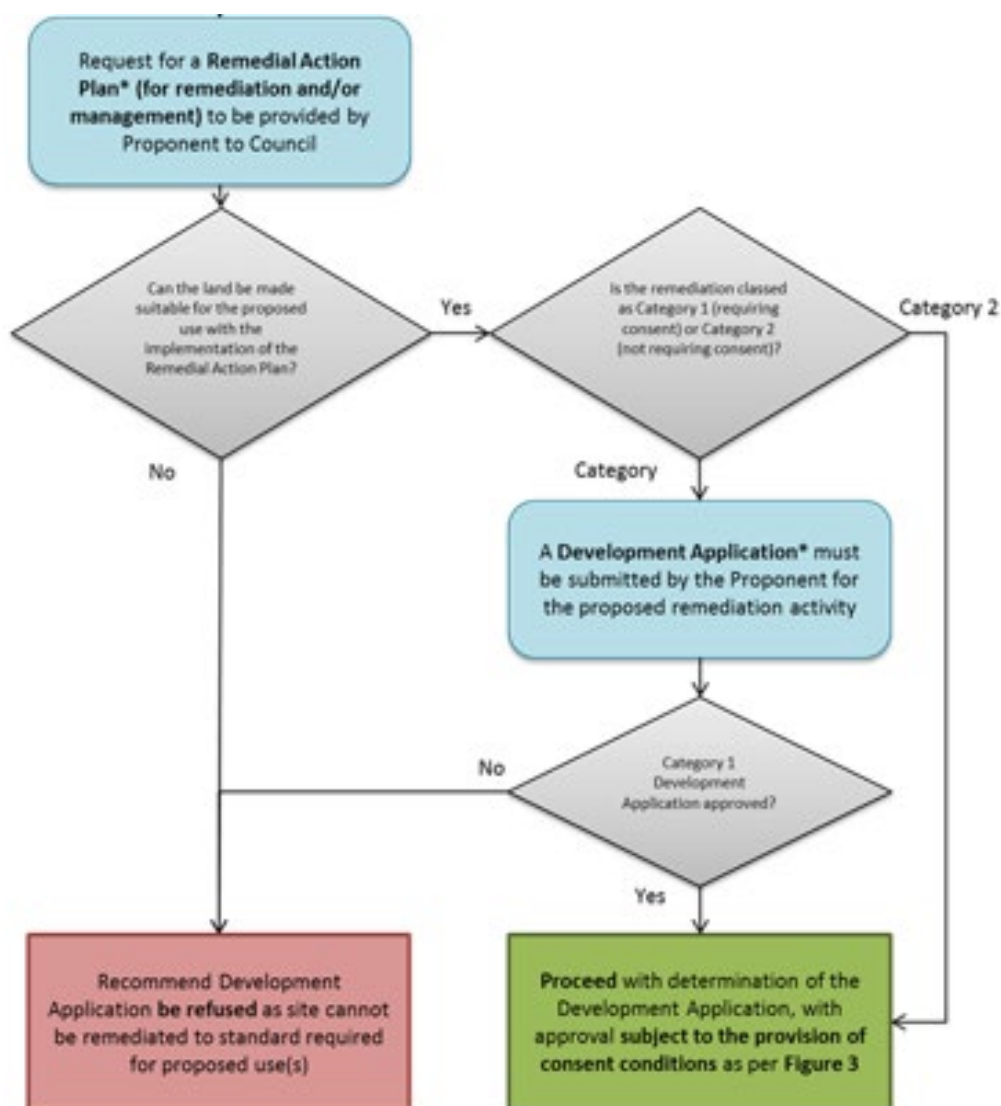 Request for a Remedial Action
Plan* (for remediation and/or
management) to be provided by
Proponent to Council
Can the land be made
suitable for the proposed
use with the
implementation of the
Remedial Action Plan?
Yes
Is the remediation classed
as Category 1 (requiring
consent) or Category 2
(not requiring consent)?
Category 2
No
Category
A Development Application* must
be submitted by the Proponent for
the proposed remediation activity
No
Category 1
Development
Application approved?
Yes
Recommend Development
Application be refused as site cannot
be remediated to standard required
for proposed use(s)
Proceed with determination of the
Development Application, with
approval subject to the provision of
consent conditions as per Figure 3